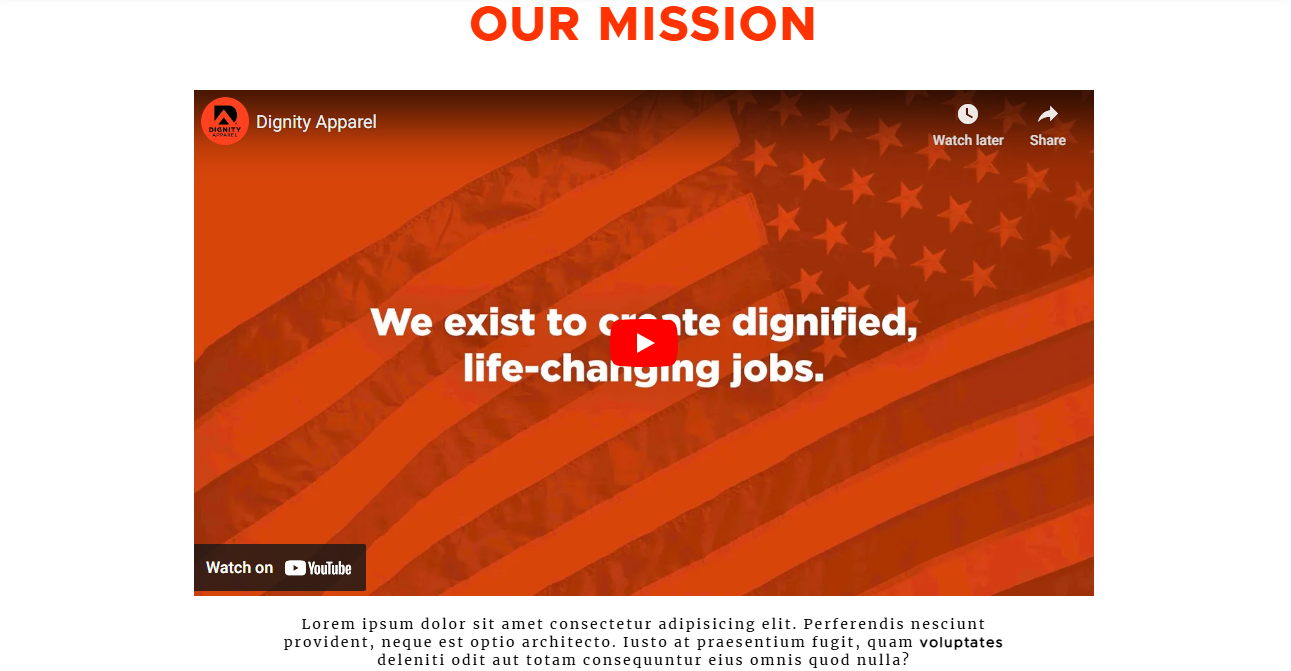 OUR MISSION
DIGNITY
APPAREL
Dignity Apparel
Watch later
Share
We exist to create dignified,
life-changing jobs.
Watch on YouTube
Lorem ipsum dolor sit amet consectetur adipisicing elit. Perferendis nesciunt
provident, neque est optio architecto. Iusto at praesentium fugit, quam voluptates
deleniti odit aut totam consequuntur eius omnis quod nulla?